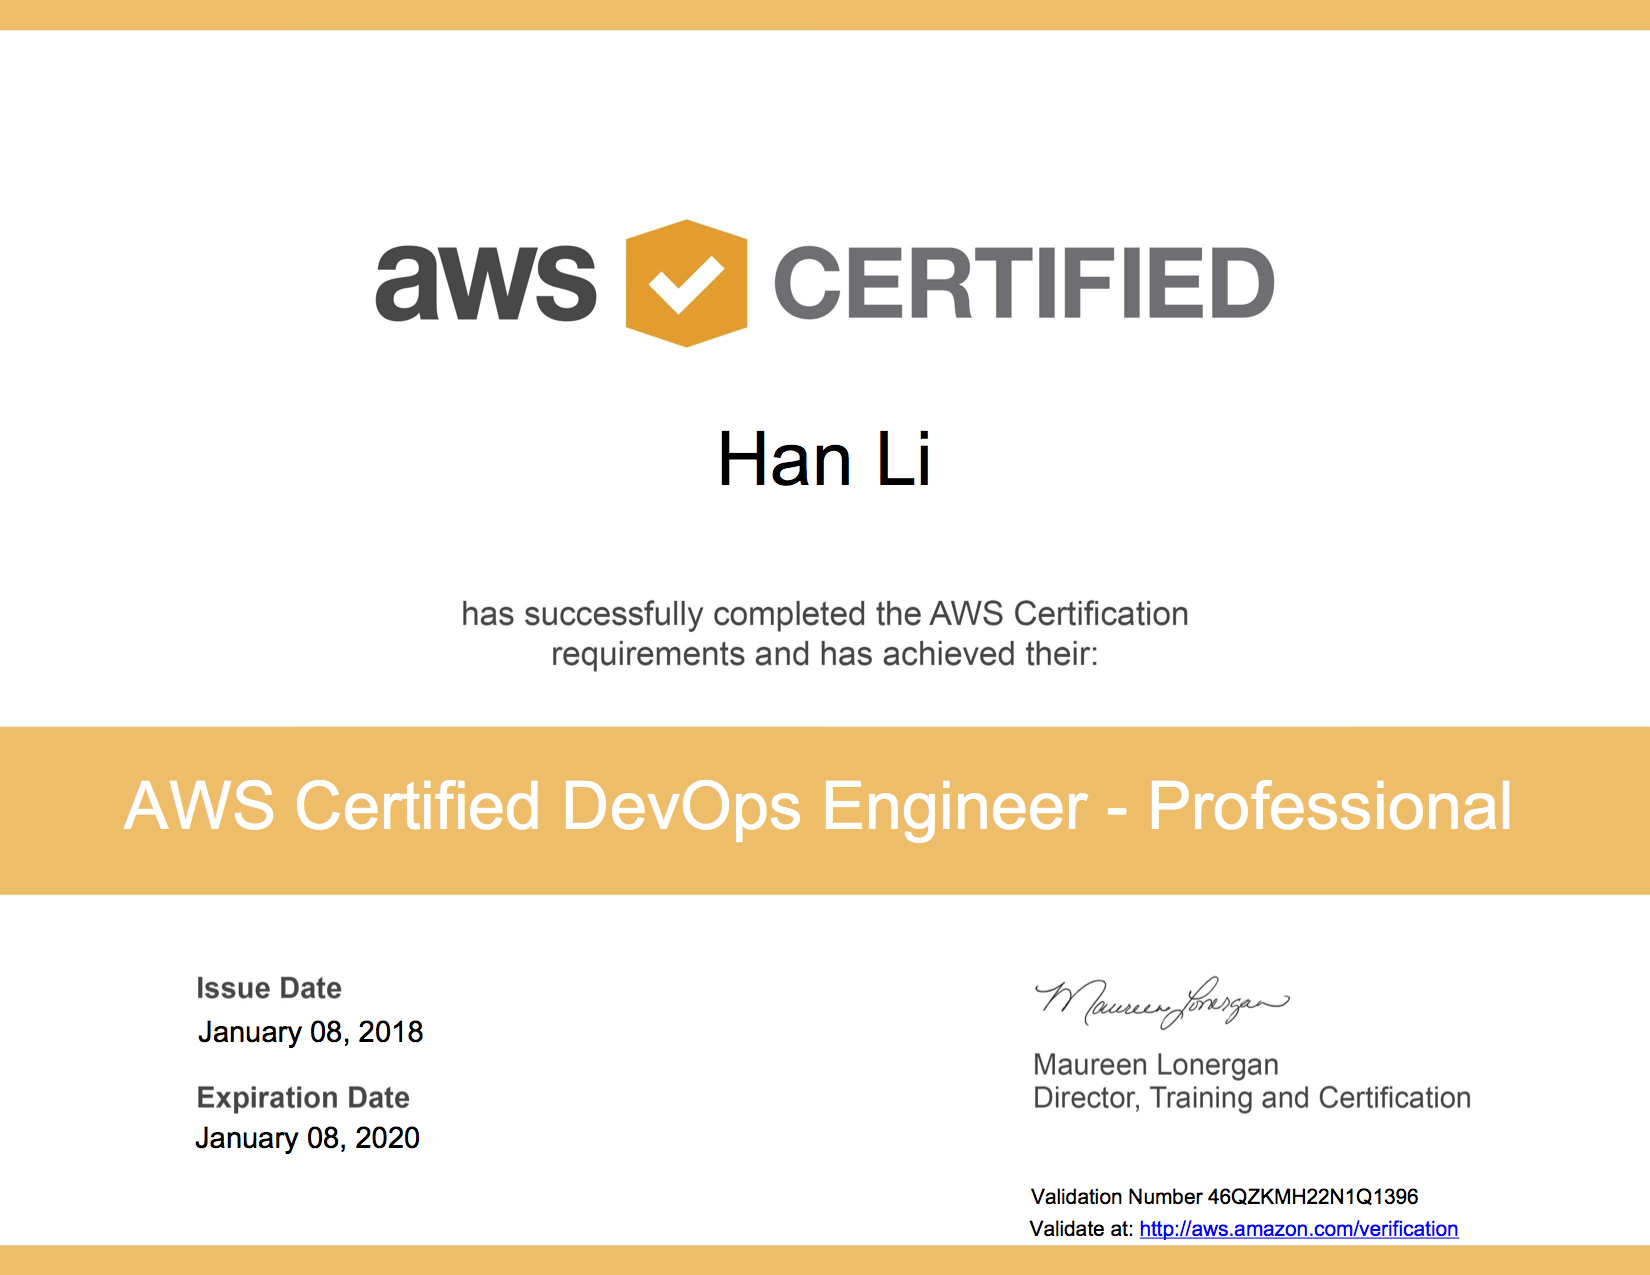 aws CERTIFIED
Han Li
has successfully completed the AWS Certification
requirements and has achieved their:
AWS Certified DevOps Engineer - Professional
Issue Date
January 08, 2018
Expiration Date
January 08, 2020
Maureen Lonergan
Maureen Lonergan
Director, Training and Certification
Validation Number 46QZKMH22N1Q1396
Validate at: http://aws.amazon.com/verification